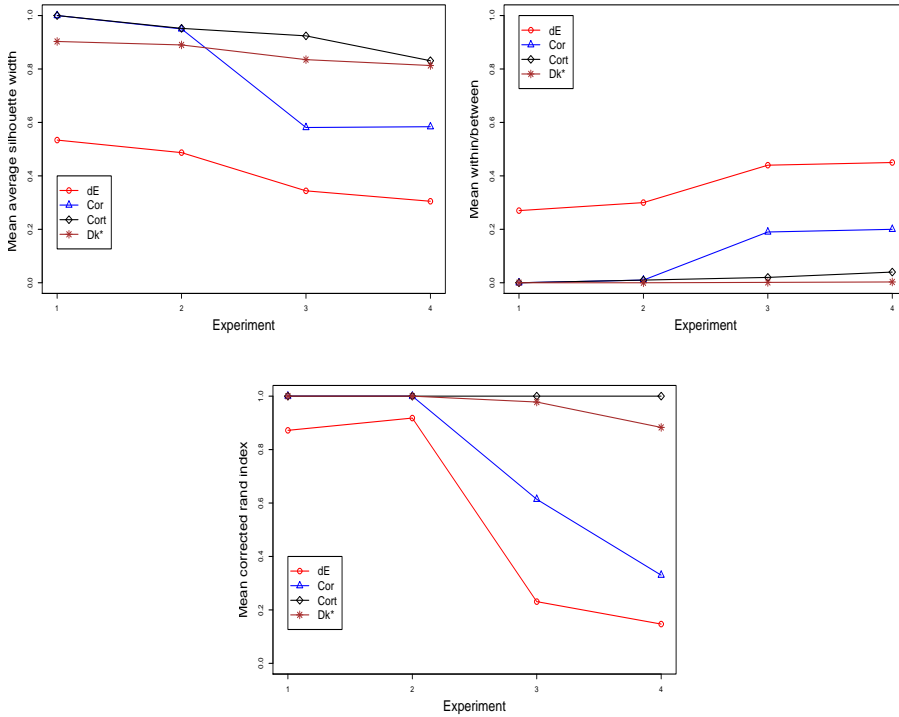 Mean average silhouette width
1.0
0.8
0.6
0.4
0.2
0.0
dE
Cor
Cort
Dk*
1 2 3 4
Experiment
Mean within/between
1.0
0.8
0.6
0.4
0.2
0.0
dE
Cor
Cort
Dk*
1 2 3 4
Experiment
Mean corrected rand index
1.0
0.8
0.6
0.4
0.2
0.0
dE
Cor
Cort
Dk*
1 2 3 4
Experiment